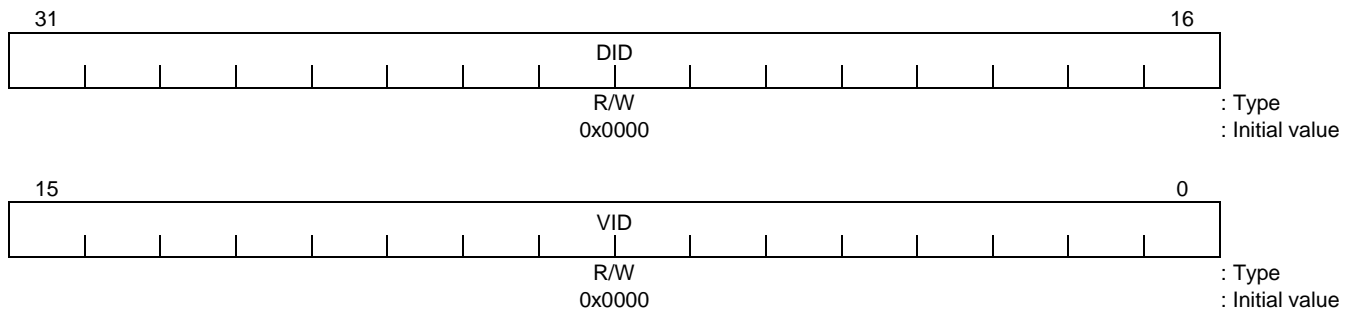 31 16
DID
R/W : Type
0x0000 : Initial value
15 0
VID
R/W : Type
0x0000 : Initial value